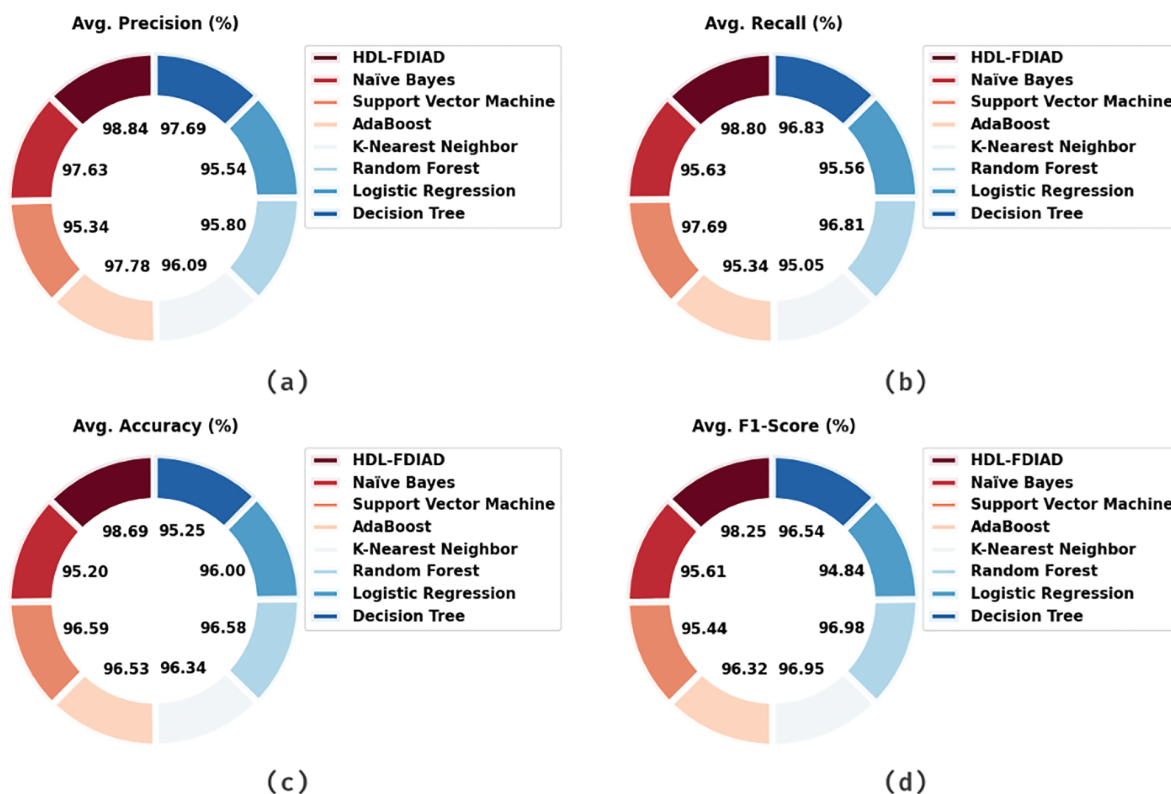 Avg. Precision (%)
98.84 97.69
97.63 95.54
95.34 95.80
97.78 96.09
HDL-FDIAD
Naïve Bayes
Support Vector Machine
AdaBoost
K-Nearest Neighbor
Random Forest
Logistic Regression
Decision Tree
(a)
Avg. Recall (%)
98.80 96.83
95.63 95.56
97.69 96.81
95.34 95.05
HDL-FDIAD
Naïve Bayes
Support Vector Machine
AdaBoost
K-Nearest Neighbor
Random Forest
Logistic Regression
Decision Tree
(b)
Avg. Accuracy (%)
98.69 95.25
95.20 96.00
96.59 96.58
96.53 96.34
HDL-FDIAD
Naïve Bayes
Support Vector Machine
AdaBoost
K-Nearest Neighbor
Random Forest
Logistic Regression
Decision Tree
(c)
Avg. F1-Score (%)
98.25 96.54
95.61 94.84
95.44 96.98
96.32 96.95
HDL-FDIAD
Naïve Bayes
Support Vector Machine
AdaBoost
K-Nearest Neighbor
Random Forest
Logistic Regression
Decision Tree
(d)